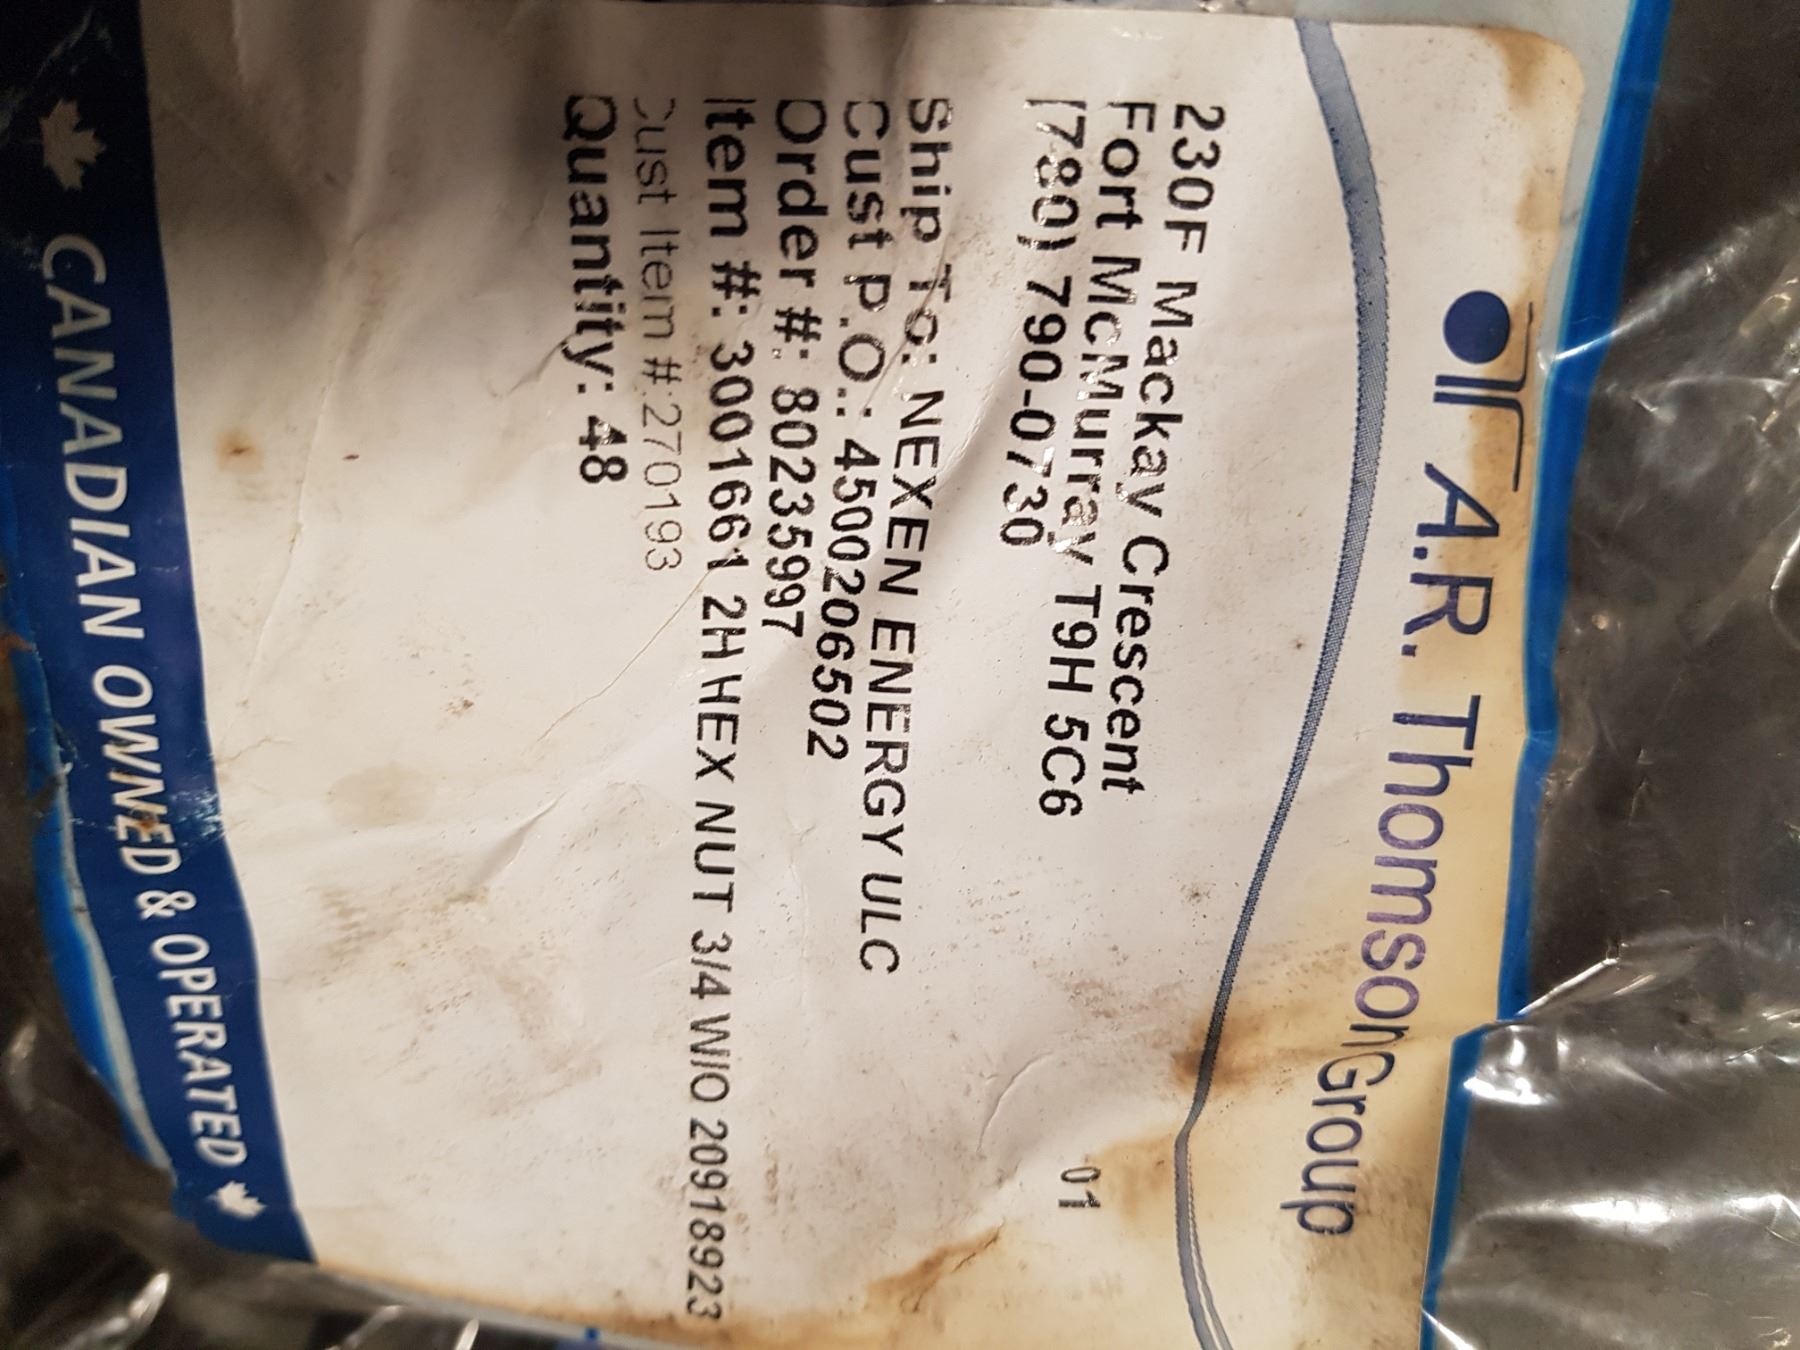 A.R. ThomsonGroup
230F Mackay Crescent
Fort McMurray T9H 5C6
(780) 790-0730
01
Ship To: NEXEN ENERGY ULC
Cust P.O.: 4500206502
Order #: 80235997
Item #: 3001661 2H HEX NUT 3/4 W/O 20918923
Cust Item #:270193
Quantity: 48
CANADIAN OWNED & OPERATED